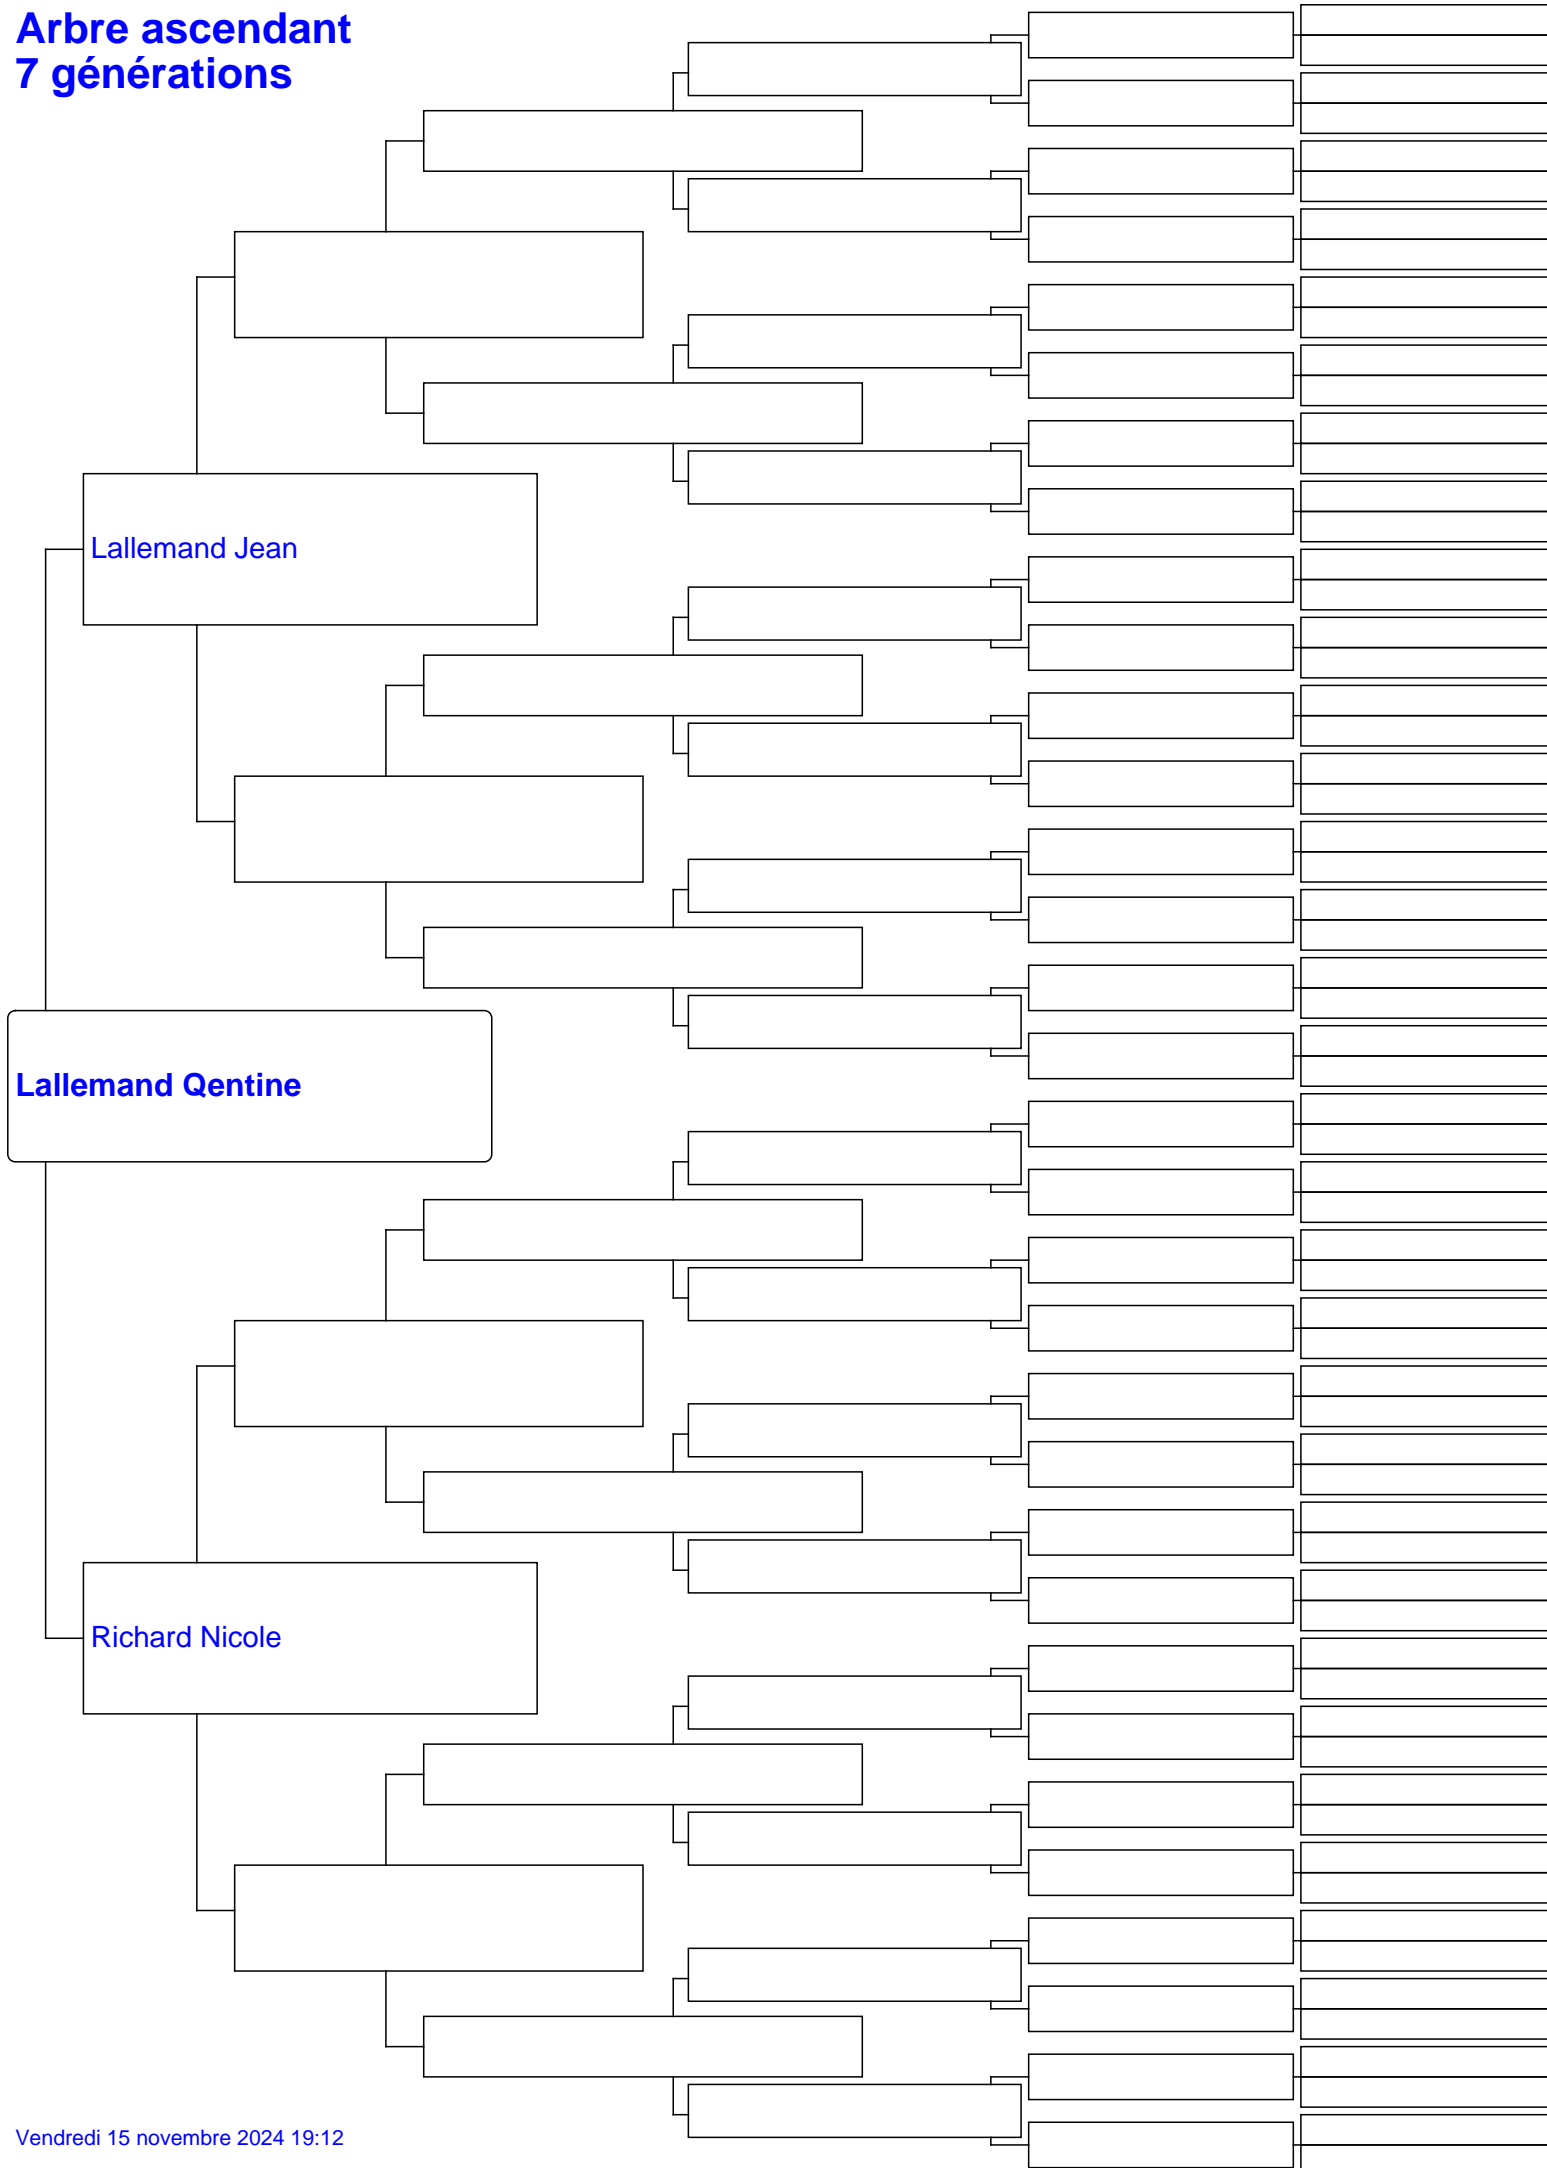 Arbre ascendant
7 générations
Lallemand Jean
Lallemand Qentine
Richard Nicole
Vendredi 15 novembre 2024 19:12